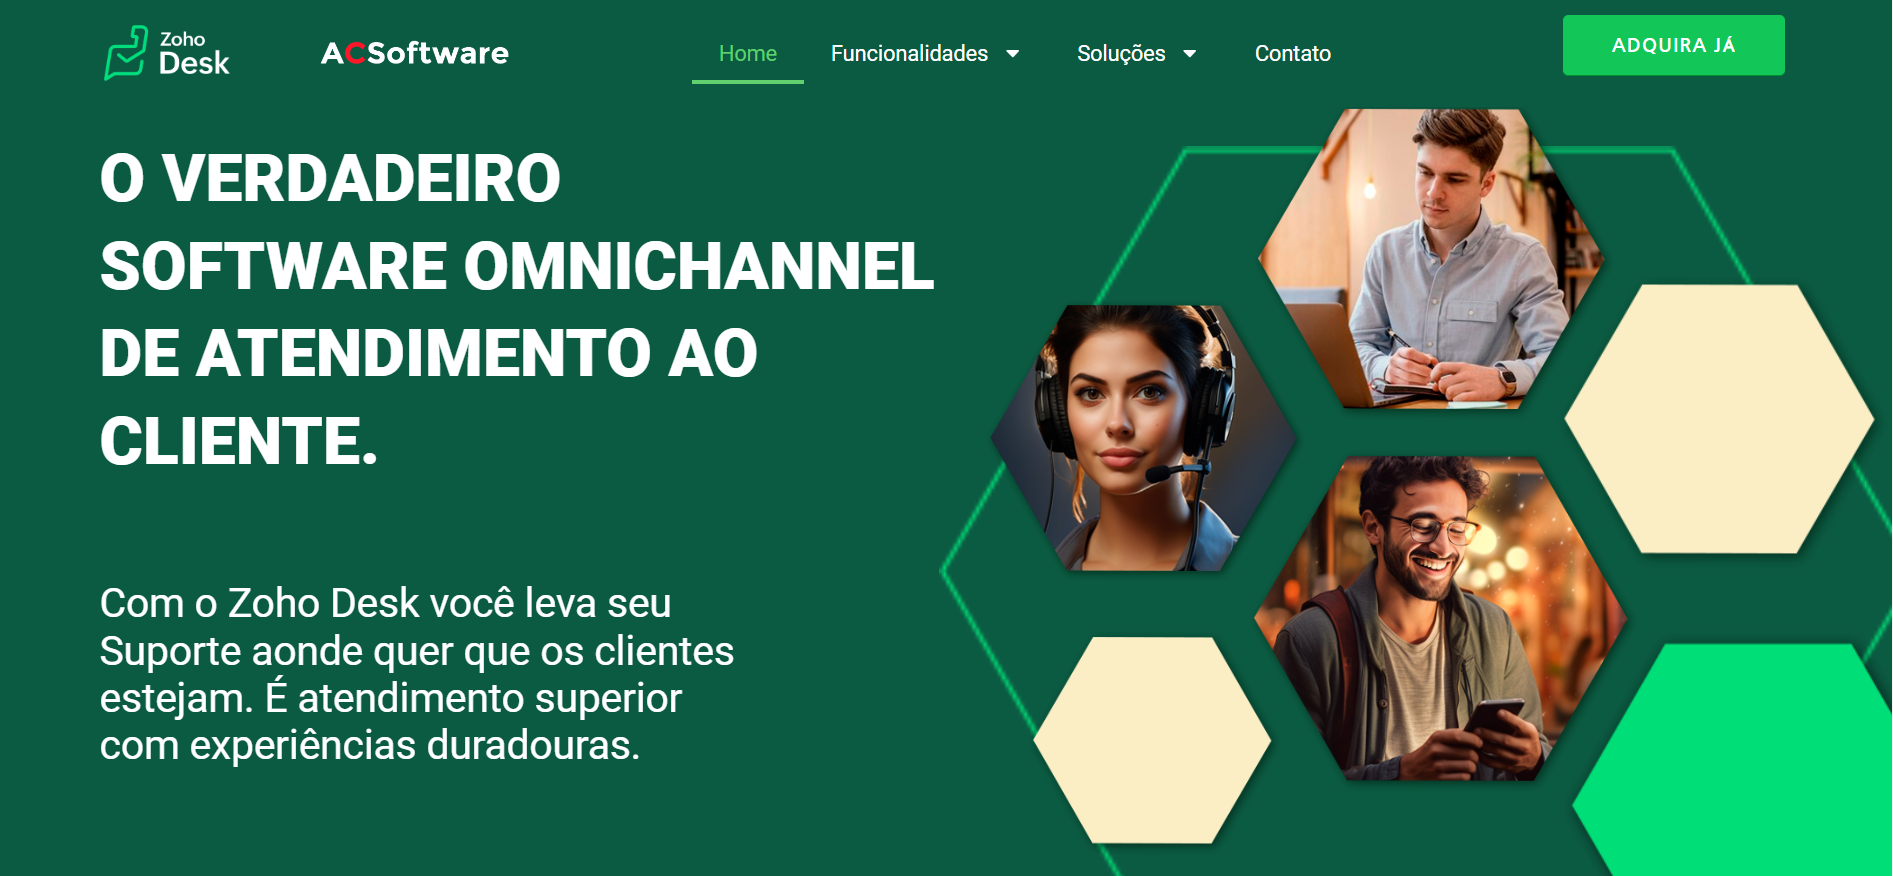 Zoho
Desk
ACSoftware
Home
Funcionalidades
Soluções
Contato
ADQUIRA JÁ
O VERDADEIRO
SOFTWARE OMNICHANNEL
DE ATENDIMENTO AO
CLIENTE.
Com o Zoho Desk você leva seu
Suporte aonde quer que os clientes
estejam. É atendimento superior
com experiências duradouras.